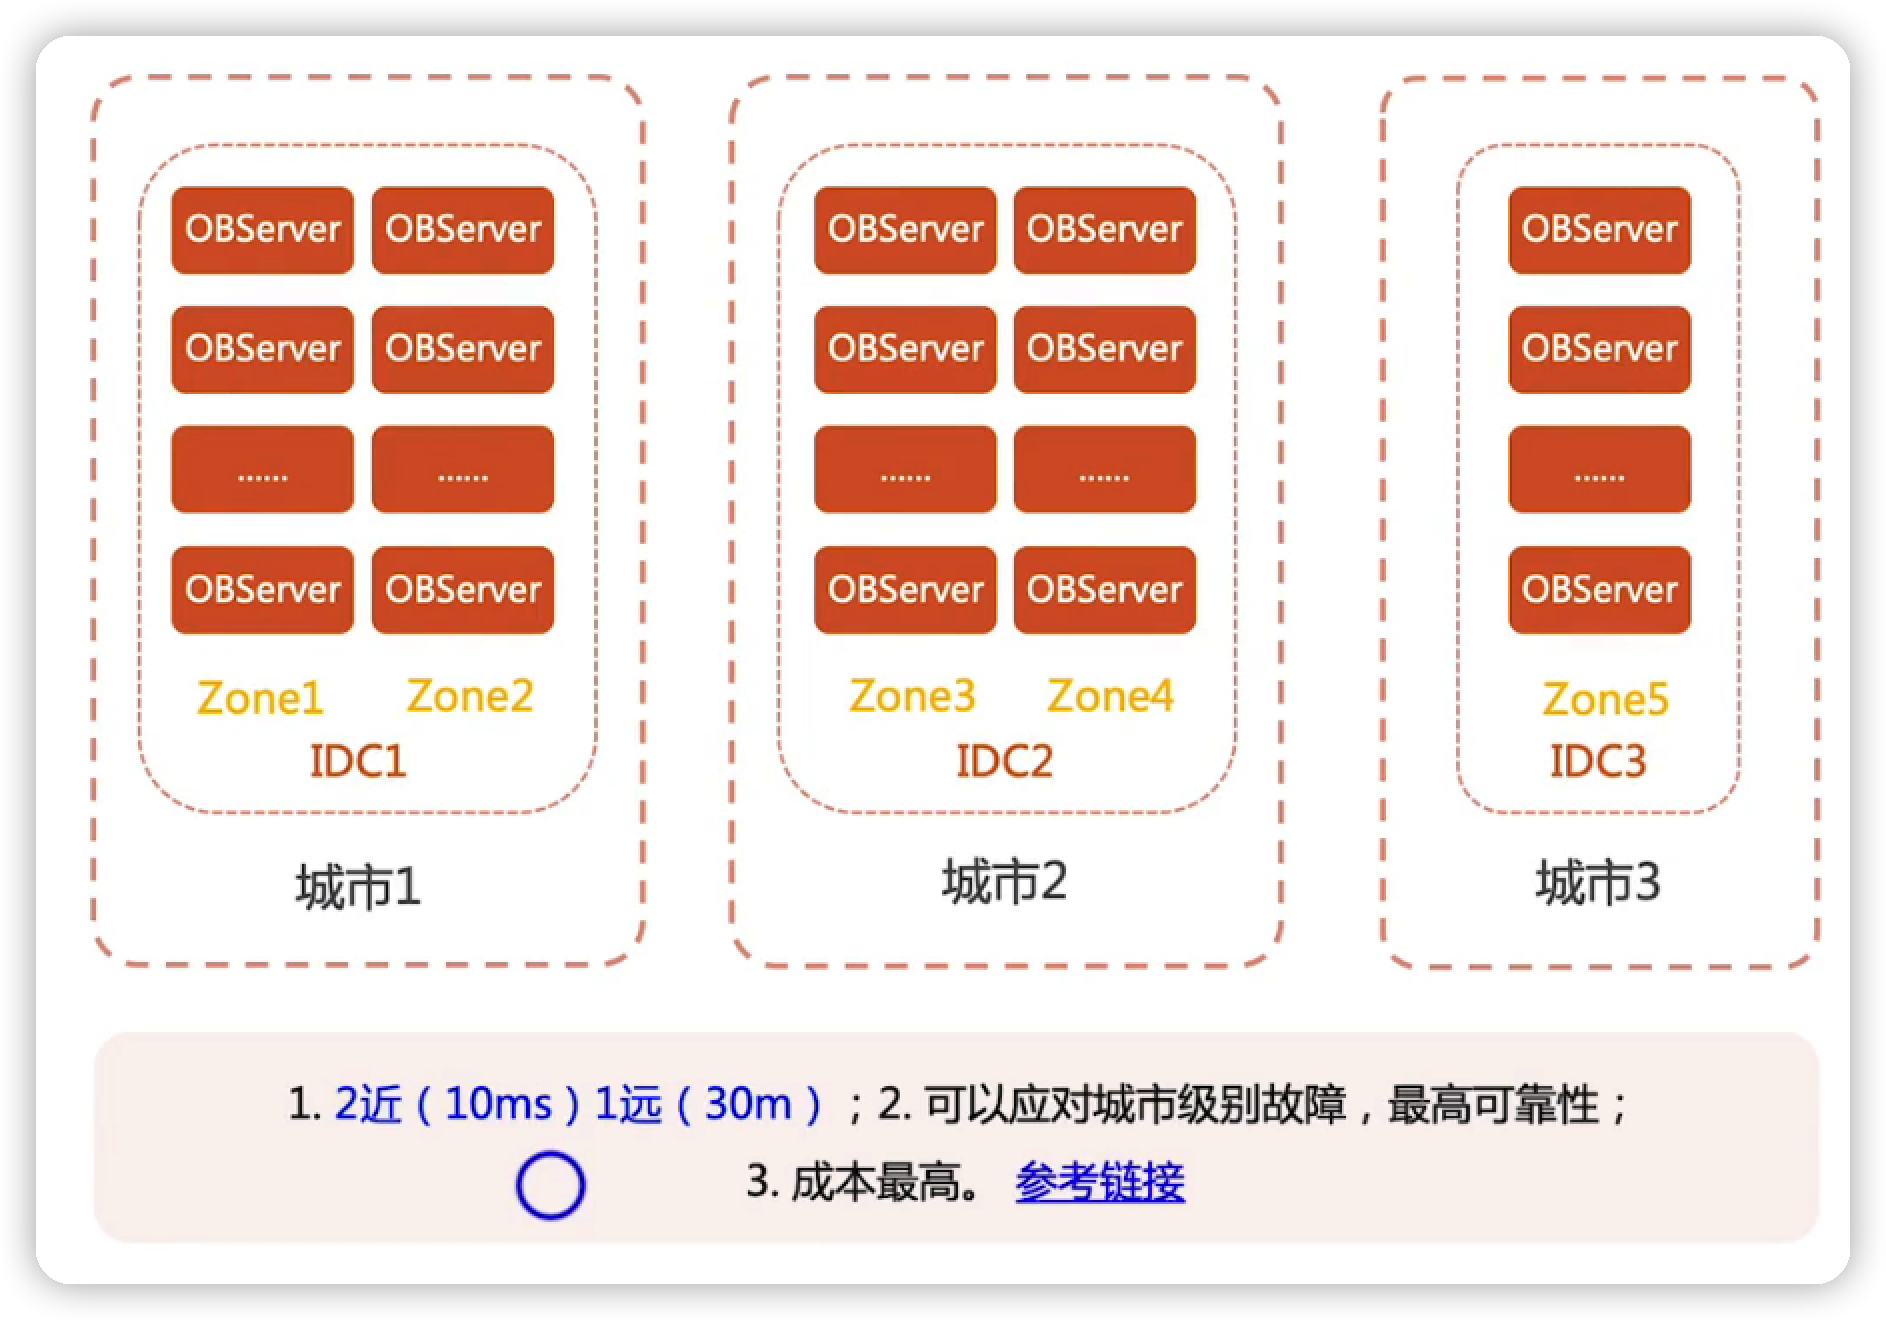 OBServer OBServer OBServer OBServer OBServer
OBServer OBServer OBServer OBServer OBServer
...... ...... ...... ...... ......
OBServer OBServer OBServer OBServer OBServer
Zone1 Zone2 Zone3 Zone4 Zone5
IDC1 IDC2 IDC3
城市1 城市2 城市3
1. 2近（10ms）1远（30m）；2. 可以应对城市级别故障，最高可靠性；
3. 成本最高。 参考链接